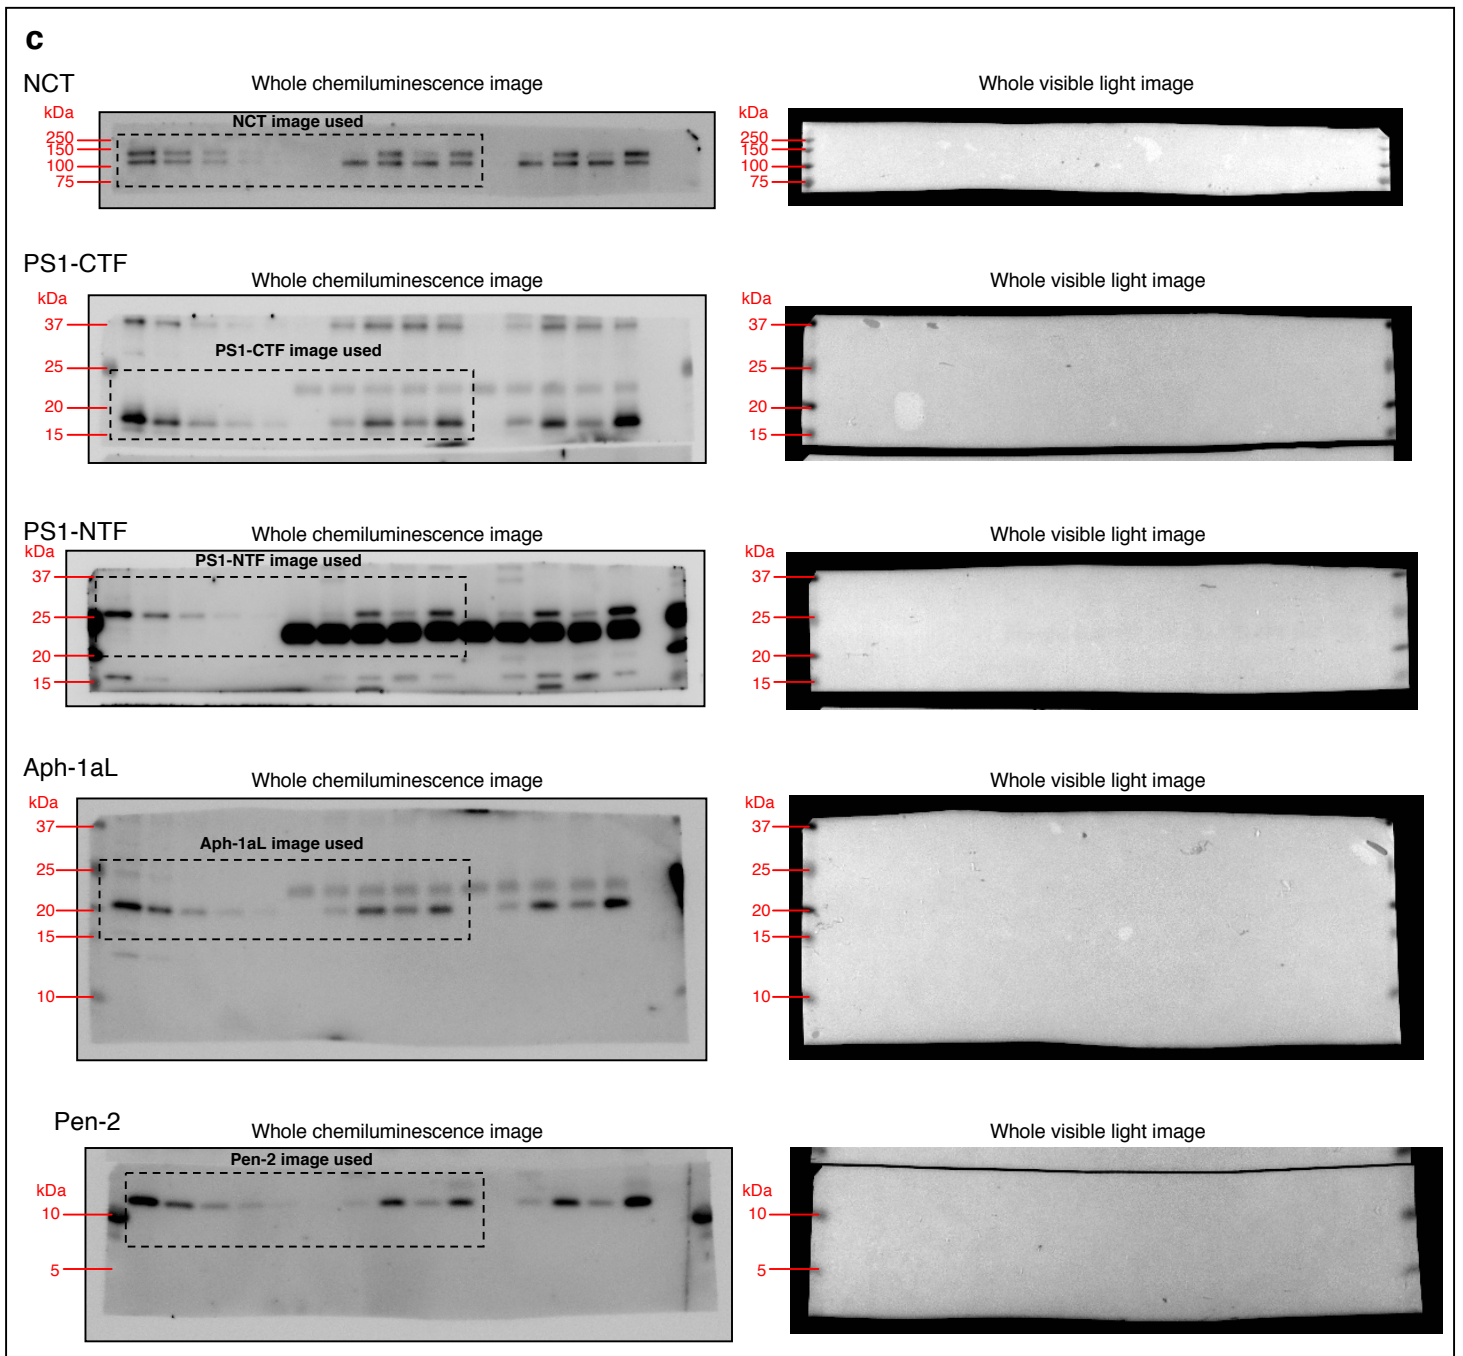 c
NCT
Whole chemiluminescence image
Whole visible light image
kDa
NCT image used
250
150
100
75
kDa
250
150
100
75
PS1-CTF
Whole chemiluminescence image
Whole visible light image
kDa
37
25
PS1-CTF image used
20
15
kDa
37
25
20
15
PS1-NTF
Whole chemiluminescence image
Whole visible light image
kDa
PS1-NTF image used
37
25
20
15
kDa
37
25
20
15
Aph-1aL
Whole chemiluminescence image
Whole visible light image
kDa
37
Aph-1aL image used
25
20
15
10
kDa
37
25
20
15
10
Pen-2
Whole chemiluminescence image
Whole visible light image
Pen-2 image used
kDa
10
5
kDa
10
5